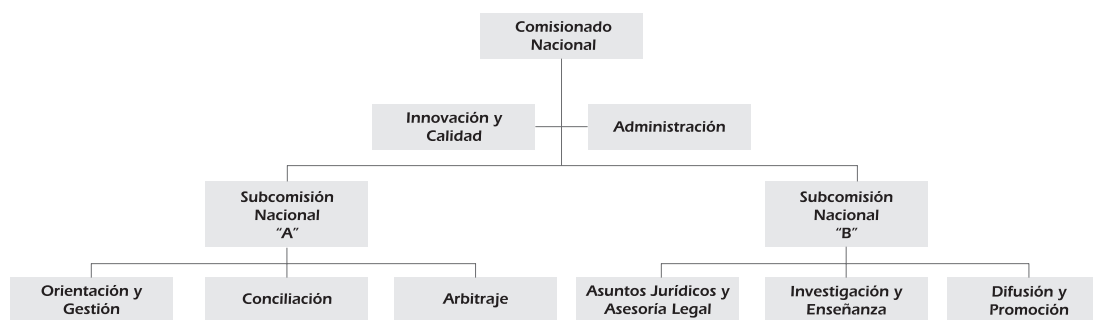 Comisionado
Nacional
Innovación y
Calidad
Administración
Subcomisión
Nacional
“A”
Subcomisión
Nacional
“B”
Orientación y
Gestión
Conciliación
Arbitraje
Asuntos Jurídicos y
Asesoría Legal
Investigación y
Enseñanza
Difusión y
Promoción